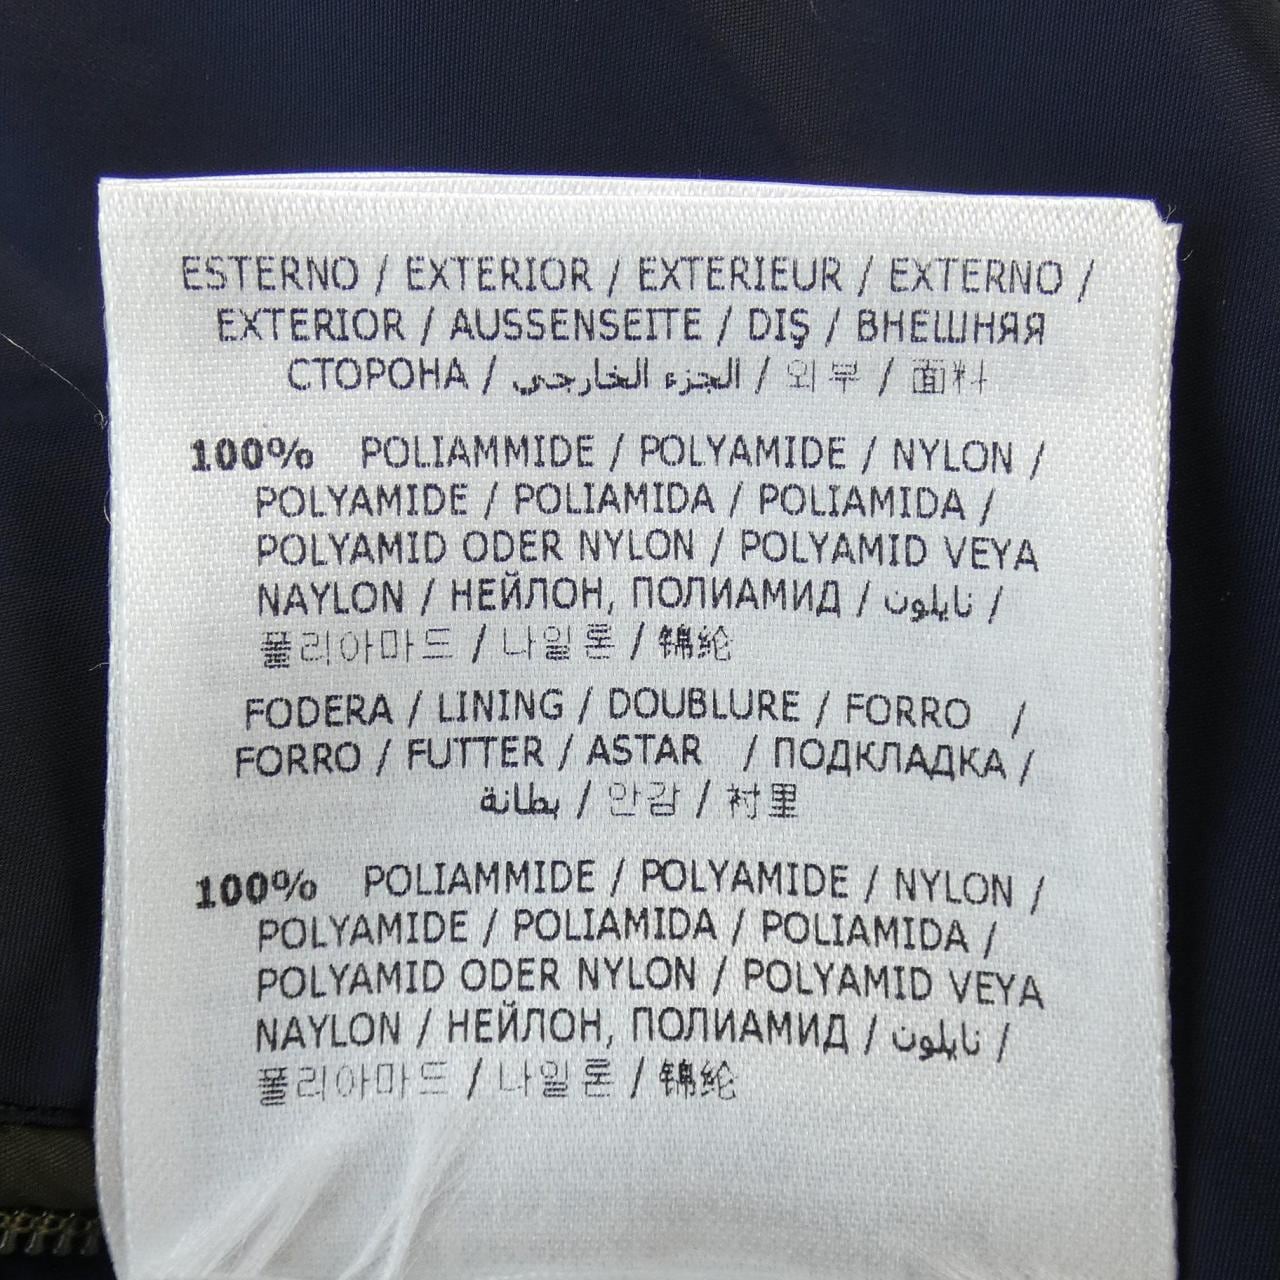 ESTERNO / EXTERIOR / EXTERIEUR / EXTERNO /
EXTERIOR / AUSSENSEITE / DIŞ / ВНЕШНЯЯ
СТОРОНА / الجزء الخارجي / 외부 / 面料
100% POLIAMMIDE / POLYAMIDE / NYLON /
POLYAMIDE / POLIAMIDA / POLIAMIDA /
POLYAMID ODER NYLON / POLYAMID VEYA
NAYLON / НЕЙЛОН, ПОЛИАМИД / نايلون /
폴리아마드 / 나일론 / 锦纶
FODERA / LINING / DOUBLURE / FORRO /
FORRO / FUTTER / ASTAR / ПОДКЛАДКА /
بطانة / 안감 / 衬里
100% POLIAMMIDE / POLYAMIDE / NYLON /
POLYAMIDE / POLIAMIDA / POLIAMIDA /
POLYAMID ODER NYLON / POLYAMID VEYA
NAYLON / НЕЙЛОН, ПОЛИАМИД / نايلون /
폴리아마드 / 나일론 / 锦纶